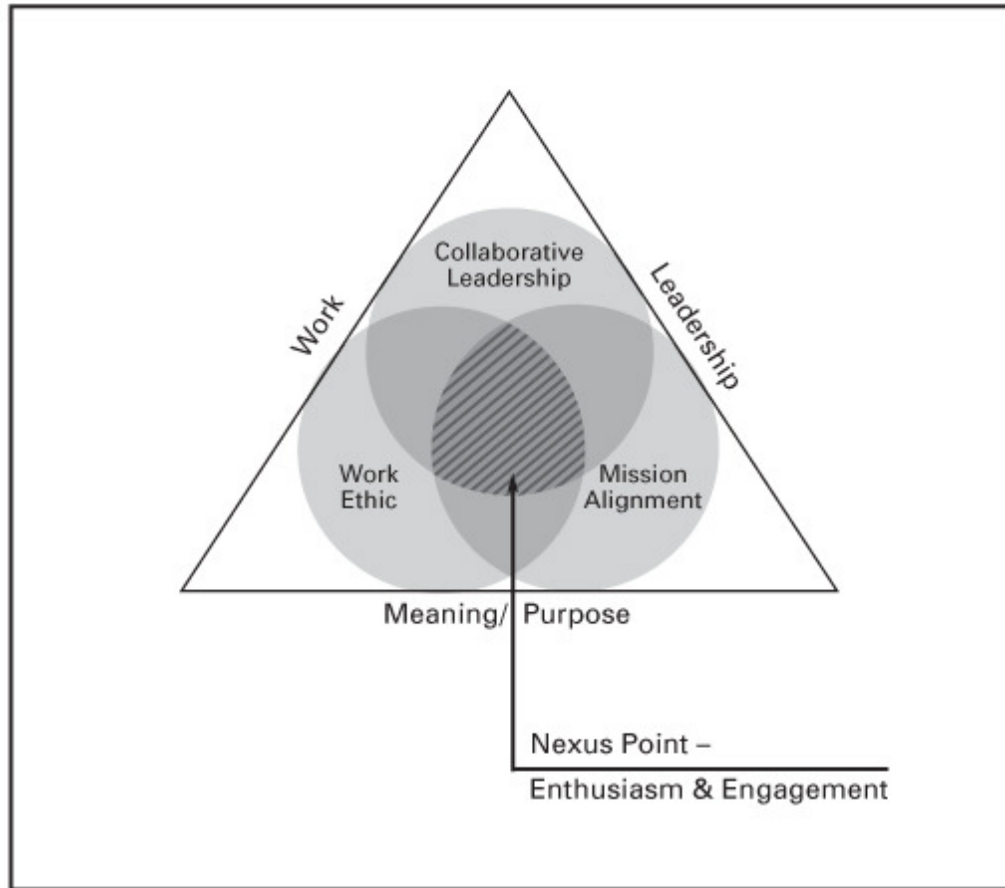 Collaborative
Leadership
Work
Leadership
Work
Ethic
Mission
Alignment
Meaning/ Purpose
Nexus Point –
Enthusiasm & Engagement